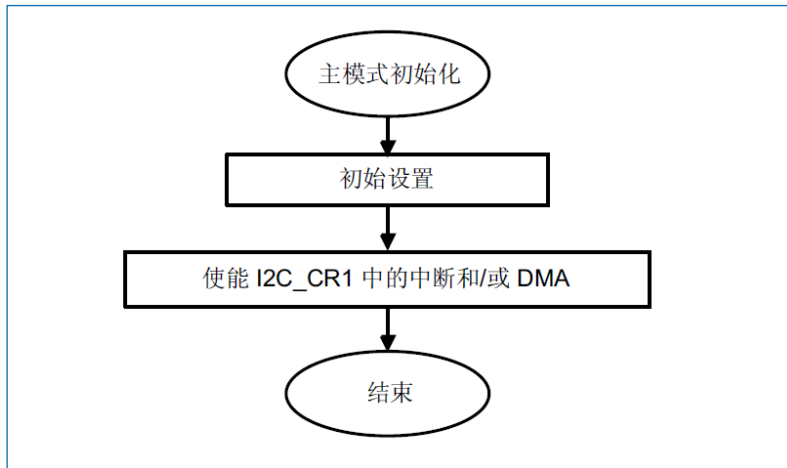 主模式初始化
初始设置
使能 I2C_CR1 中的中断和/或 DMA
结束